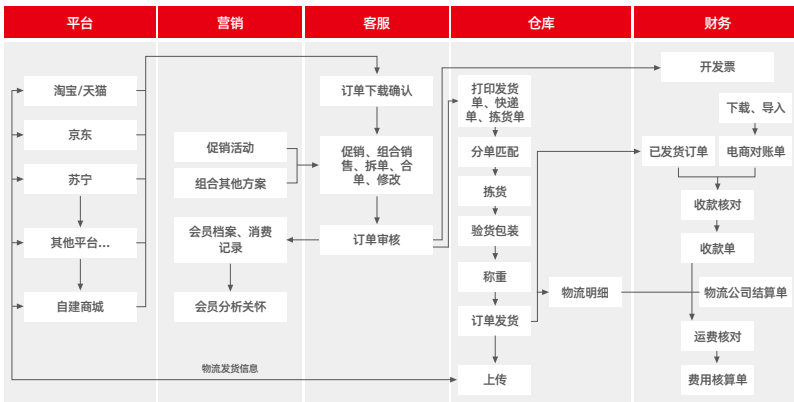 平台
营销
客服
仓库
财务
淘宝/天猫
京东
苏宁
其他平台...
自建商城
促销活动
组合其他方案
会员档案、消费
记录
会员分析关怀
订单下载确认
促销、组合销
售、拆单、合
单、修改
订单审核
打印发货
单、快递
单、拣货单
分单匹配
拣货
验货包装
称重
订单发货
上传
物流明细
开发票
下载、导入
已发货订单
电商对账单
收款核对
收款单
物流公司结算单
运费核对
费用核算单
物流发货信息